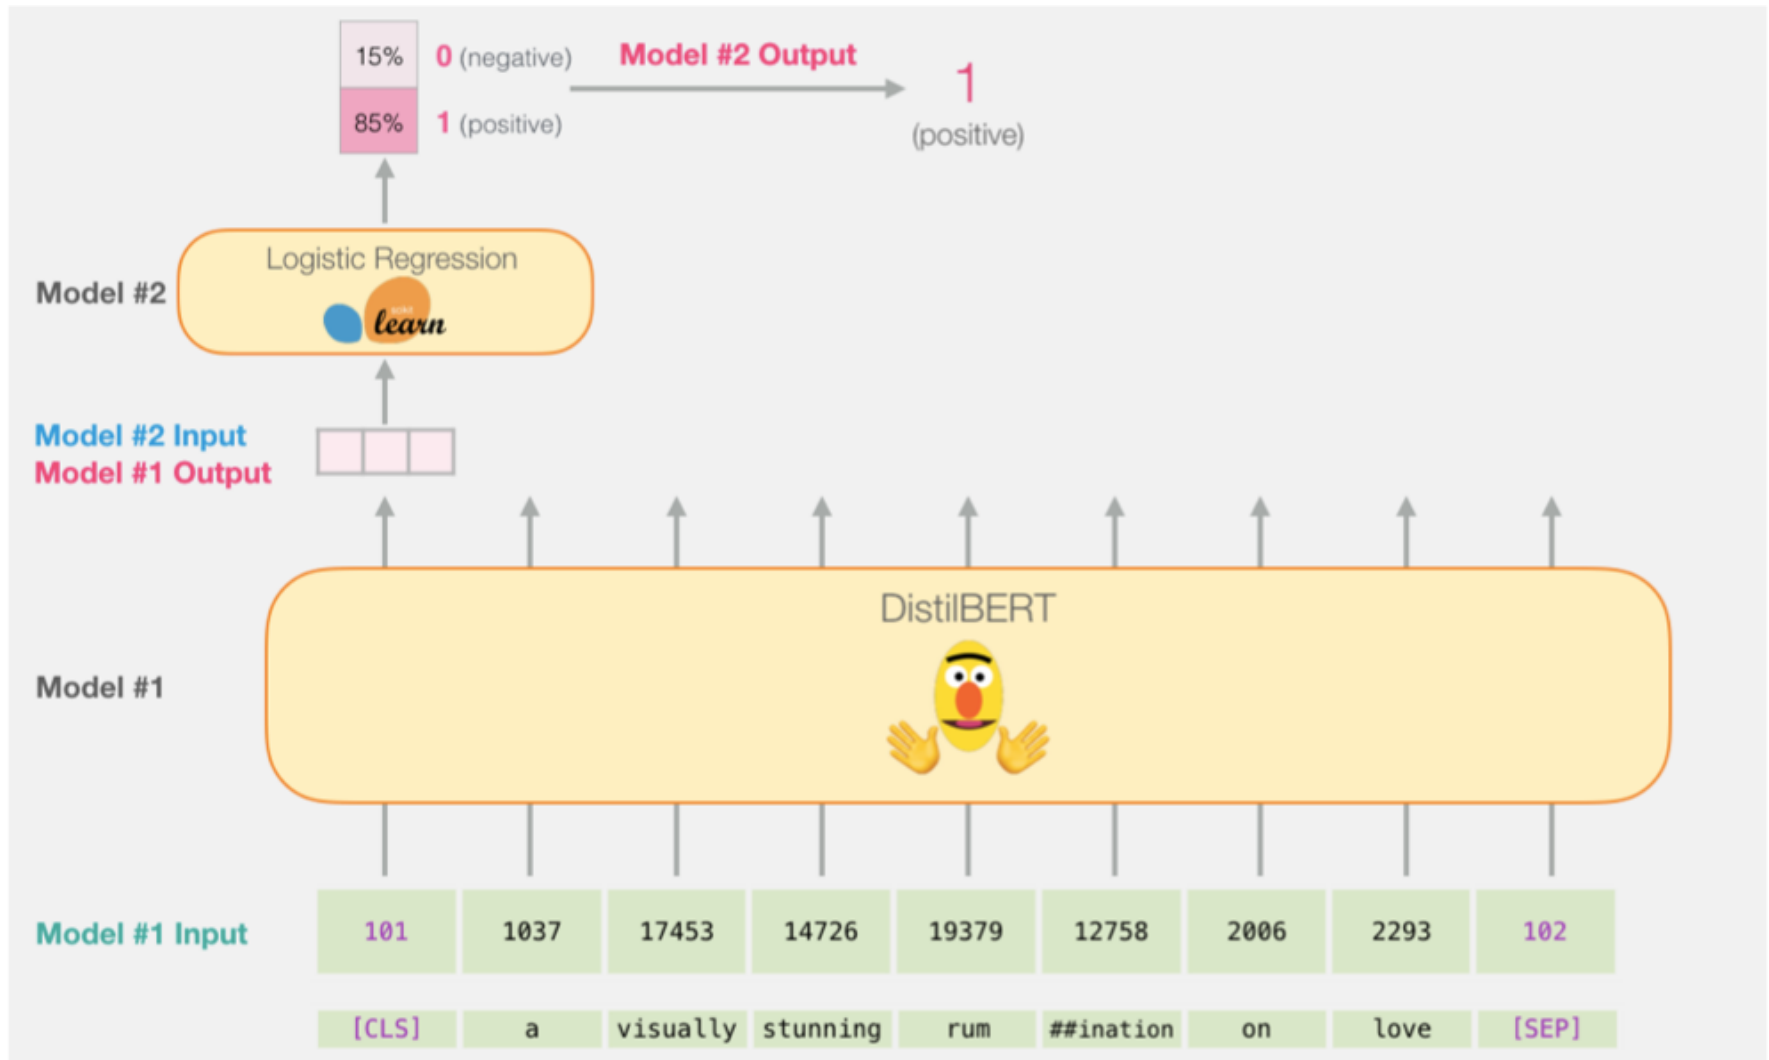 15% 0 (negative) Model #2 Output 1
85% 1 (positive) (positive)
Logistic Regression
Model #2
scikit
learn
Model #2 Input
Model #1 Output
DistilBERT
Model #1
Model #1 Input 101 1037 17453 14726 19379 12758 2006 2293 102
[CLS] a visually stunning rum ##ination on love [SEP]